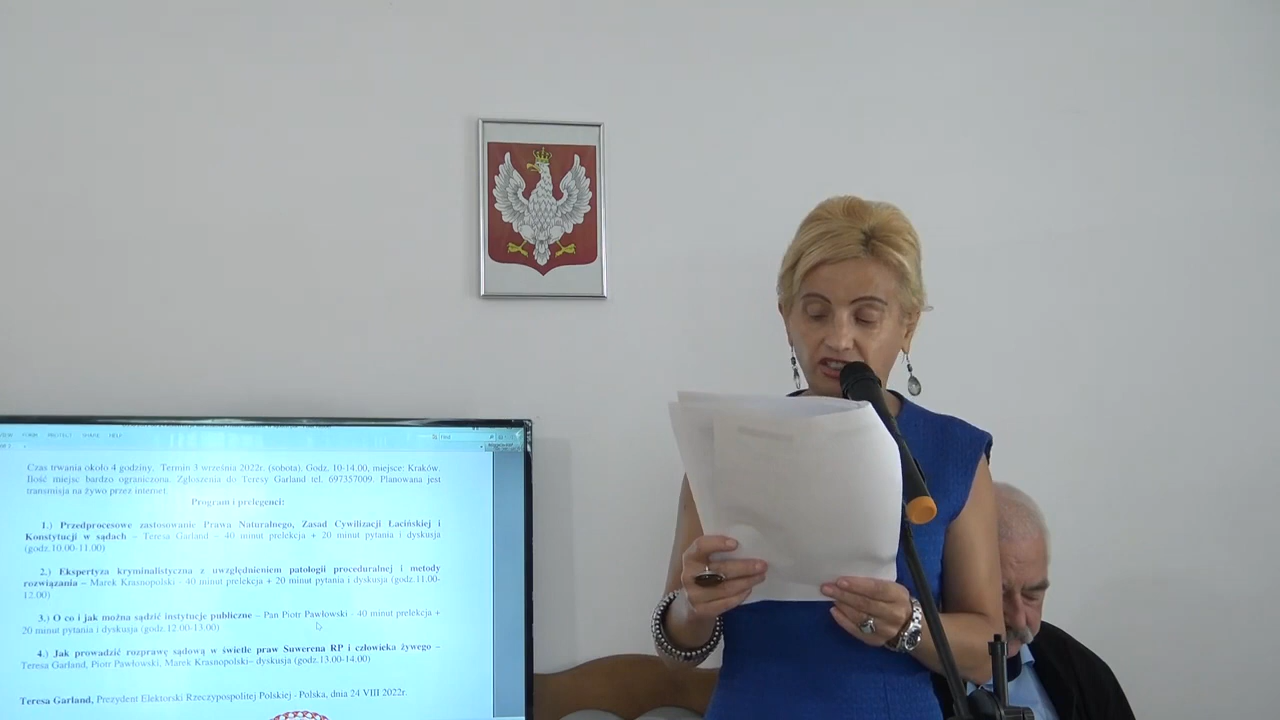 VIEW FORM PROTECT SHARE HELP
Find
Czas trwania około 4 godziny. Termin 3 września 2022r. (sobota), Godz. 10-14.00, miejsce: Kraków.
Ilość miejsc bardzo ograniczona. Zgłoszenia do Teresy Garland tel. 697357009. Planowana jest
transmisja na żywo przez internet.
Program i prelegenci:
1.) Przedprocesowe zastosowanie Prawa Naturalnego, Zasad Cywilizacji Łacińskiej i
Konstytucji w sądach – Teresa Garland – 40 minut prelekcja + 20 minut pytania i dyskusja
(godz.10.00-11.00)
2.) Ekspertyza kryminalistyczna z uwzględnieniem patologii proceduralnej i metody
rozwiązania – Marek Krasnopolski - 40 minut prelekcja + 20 minut pytania i dyskusja (godz.11.00-
12.00)
3.) O co i jak można sądzić instytucje publiczne – Pan Piotr Pawłowski - 40 minut prelekcja +
20 minut pytania i dyskusja (godz.12.00-13.00)
4.) Jak prowadzić rozprawę sądową w świetle praw Suwerena RP i człowieka żywego –
Teresa Garland, Piotr Pawłowski, Marek Krasnopolski– dyskusja (godz.13.00-14.00)
Teresa Garland, Prezydent Elektorski Rzeczypospolitej Polskiej - Polska, dnia 24 VIII 2022r.